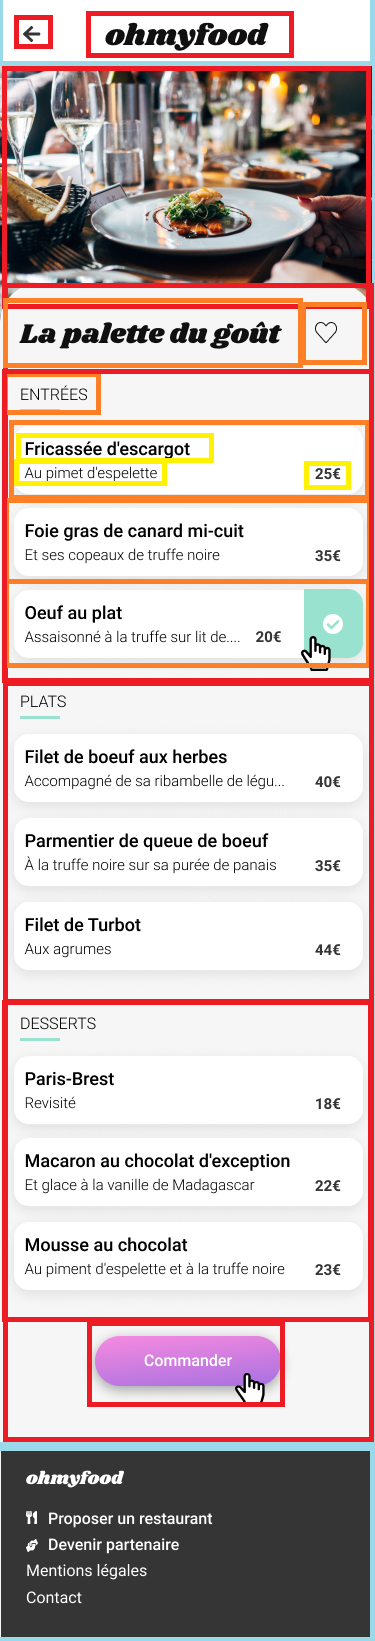 ohmyfood
La palette du goût
ENTRÉES
Fricassée d'escargot
Au pimet d'espelette
25€
Foie gras de canard mi-cuit
Et ses copeaux de truffe noire
35€
Oeuf au plat
Assaisonné à la truffe sur lit de....
20€
PLATS
Filet de boeuf aux herbes
Accompagné de sa ribambelle de légu...
40€
Parmentier de queue de boeuf
À la truffe noire sur sa purée de panais
35€
Filet de Turbot
Aux agrumes
44€
DESSERTS
Paris-Brest
Revisité
18€
Macaron au chocolat d'exception
Et glace à la vanille de Madagascar
22€
Mousse au chocolat
Au piment d'espelette et à la truffe noire
23€
Commander
ohmyfood
Proposer un restaurant
Devenir partenaire
Mentions légales
Contact